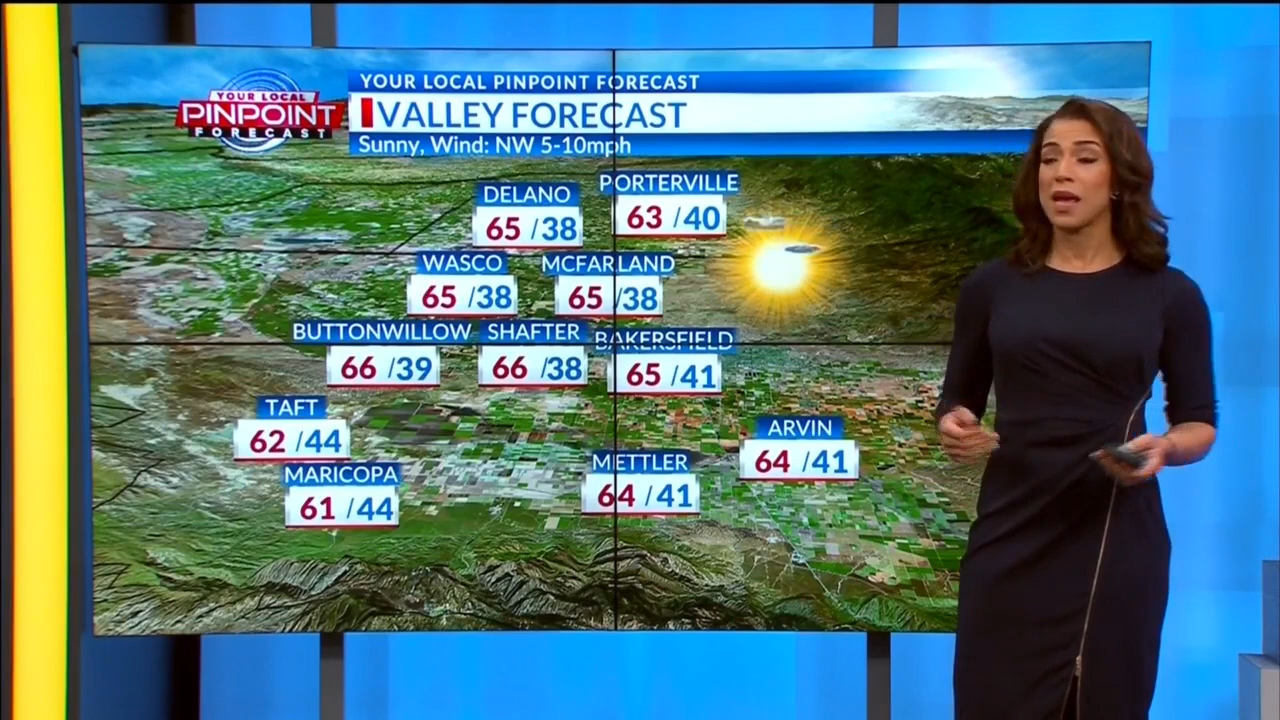 YOUR LOCAL
PINPOINT
FORECAST
YOUR LOCAL PINPOINT FORECAST
VALLEY FORECAST
Sunny, Wind: NW 5-10mph
DELANO
65/38
PORTERVILLE
63/40
WASCO
65/38
MCFARLAND
65/38
BUTTONWILLOW
66/39
SHAFTER
66/38
BAKERSFIELD
65/41
TAFT
62/44
ARVIN
64/41
MARICOPA
61/44
METTLER
64/41